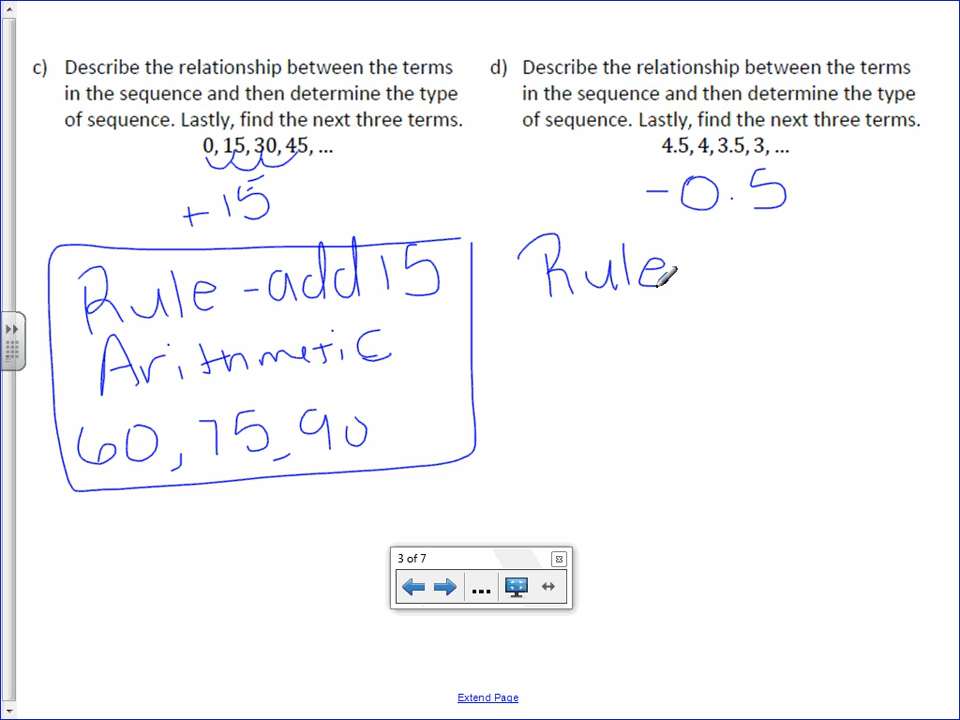 c) Describe the relationship between the terms
in the sequence and then determine the type
of sequence. Lastly, find the next three terms.
0, 15, 30, 45, ...
+15
Rule - add 15
Arithmetic
60, 75, 90
d) Describe the relationship between the terms
in the sequence and then determine the type
of sequence. Lastly, find the next three terms.
4.5, 4, 3.5, 3, ...
-0.5
Rule
3 of 7
...
Extend Page